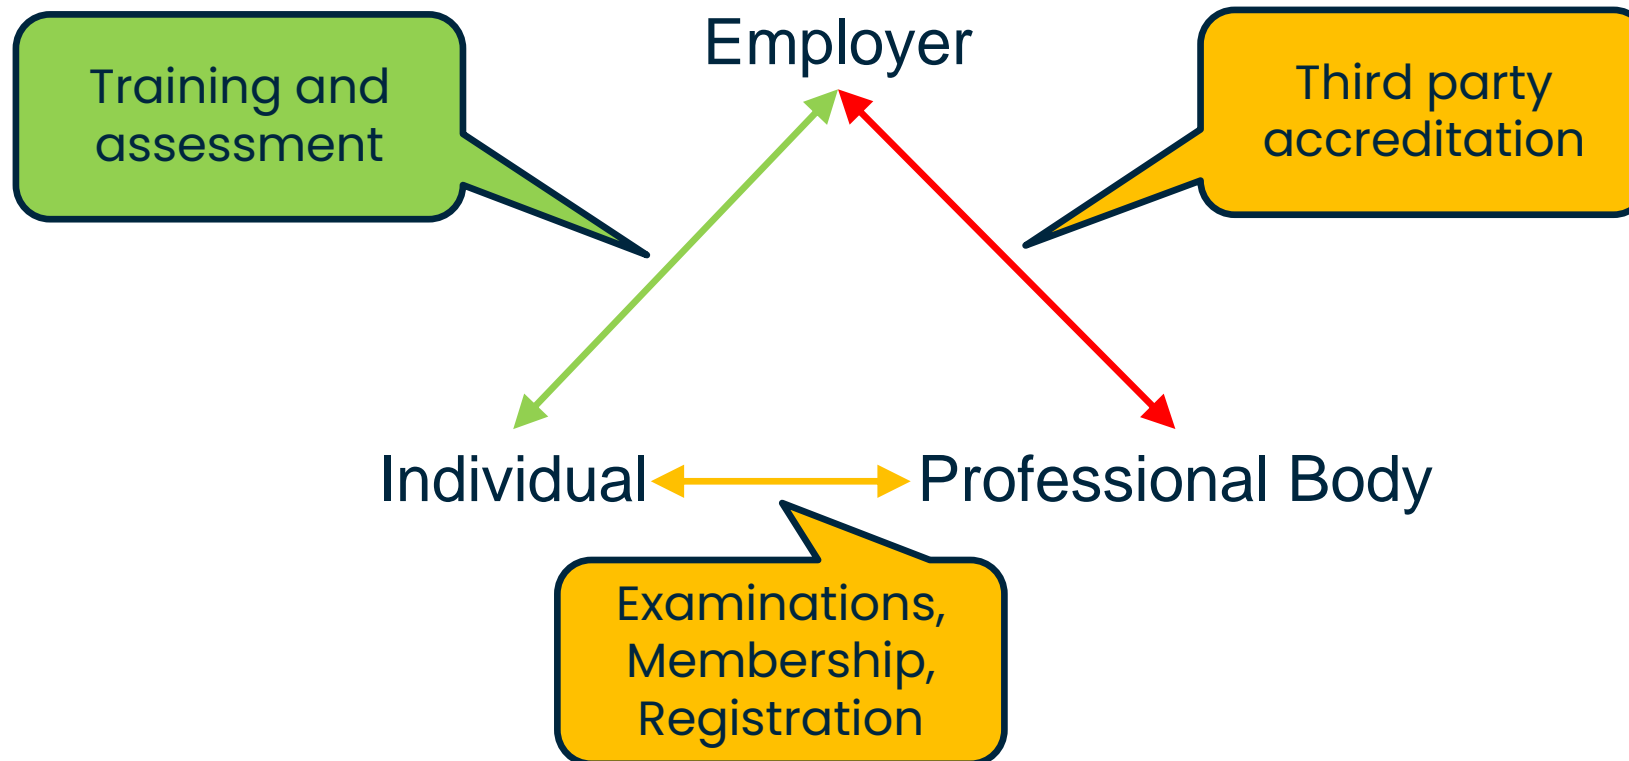 Employer
Training and
assessment
Third party
accreditation
Individual
Professional Body
Examinations,
Membership,
Registration